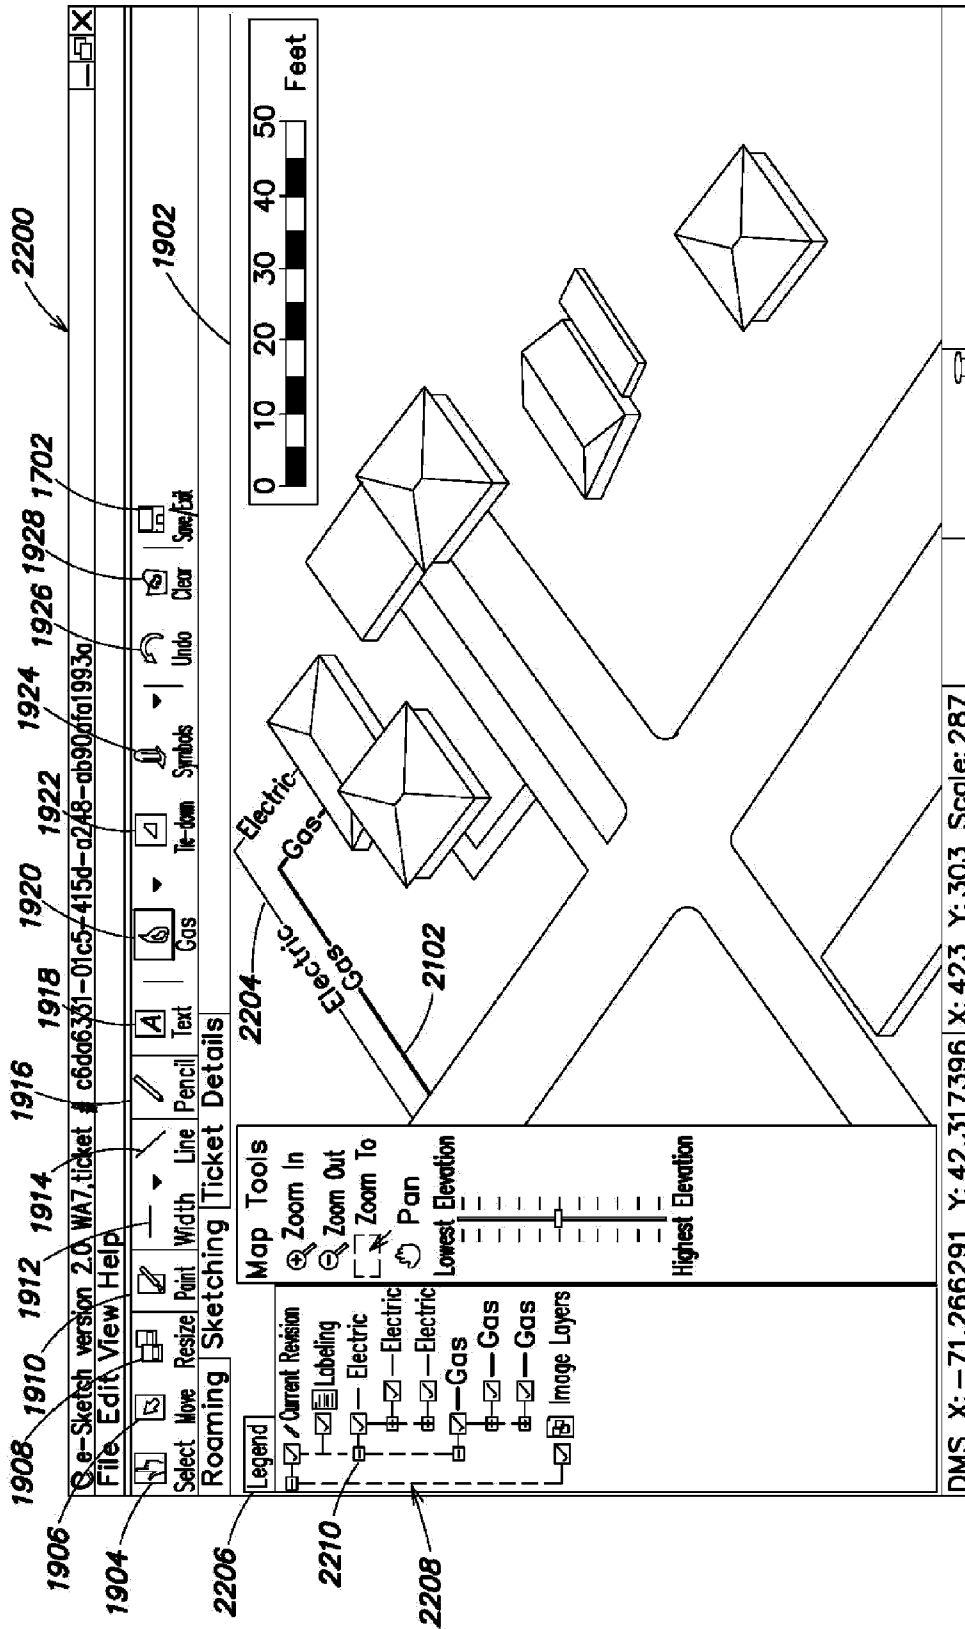 2200
1908 1910 1912 1914 1916 1918 1920 1922 1924 1926 1928 1702
1906
1904
1902
e-Sketch version 2.0 WA7,ticket # c6da6331-01c5-415d-a248-ab90dfa1993a
File Edit View Help
Select Move Resize Paint Width Line Pencil Text Gas Tie-down Symbols Undo Clear Save/Exit
Roaming Sketching Ticket Details
2206
Legend
Current Revision
Labeling
Electric
Electric
Electric
Gas
Gas
Gas
Image Layers
2210
2208
Map Tools
Zoom In
Zoom Out
Zoom To
Pan
Lowest Elevation
Highest Elevation
2204
Electric
Electric
Gas
Gas
2102
0 10 20 30 40 50
Feet
DMS X: -71.266291 Y: 42.317396 X: 423 Y: 303 Scale: 287